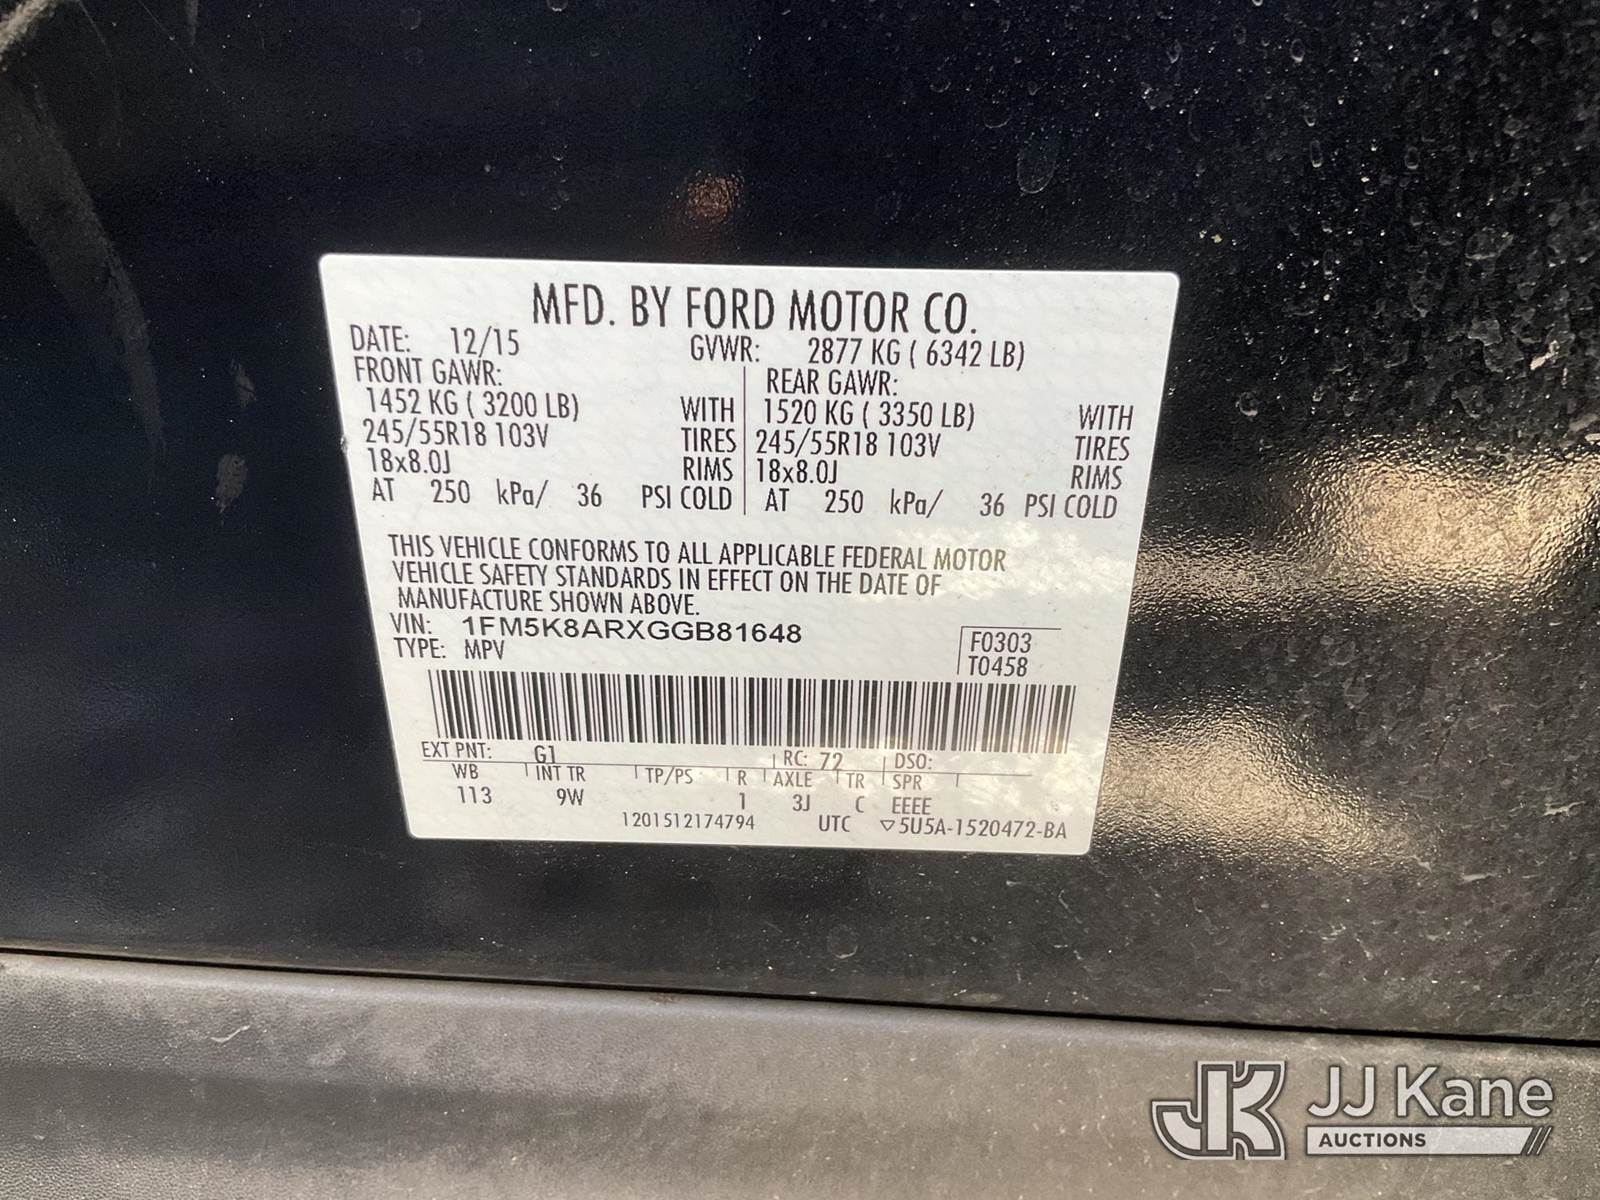 MFD. BY FORD MOTOR CO.
DATE: 12/15 GVWR: 2877 KG ( 6342 LB)
FRONT GAWR: REAR GAWR:
1452 KG ( 3200 LB) WITH 1520 KG ( 3350 LB) WITH
245/55R18 103V TIRES 245/55R18 103V TIRES
18x8.0J RIMS 18x8.0J RIMS
AT 250 kPa/ 36 PSI COLD AT 250 kPa/ 36 PSI COLD
THIS VEHICLE CONFORMS TO ALL APPLICABLE FEDERAL MOTOR
VEHICLE SAFETY STANDARDS IN EFFECT ON THE DATE OF
MANUFACTURE SHOWN ABOVE.
VIN: 1FM5K8ARXGGB81648 F0303
TYPE: MPV T0458
EXT PNT: G1 RC: 72 DSO:
WB INT TR TP/PS R AXLE TR SPR
113 9W 1 3J C EEEE
1201512174794 UTC ▽5U5A-1520472-BA
JK JJ Kane
AUCTIONS